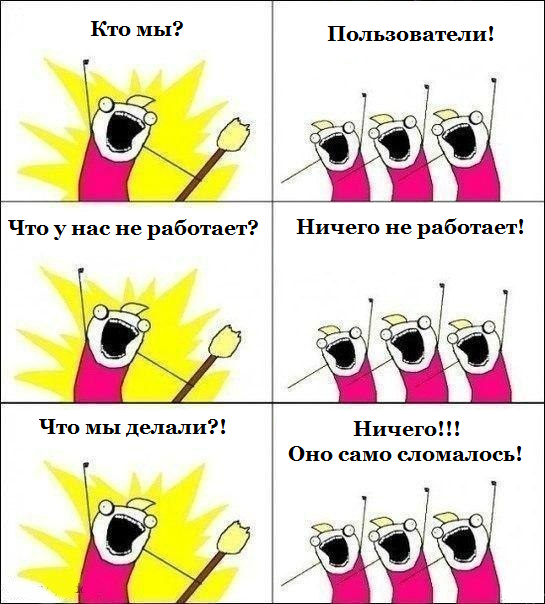 Кто мы?
Пользователи!
Что у нас не работает?
Ничего не работает!
Что мы делали?!
Ничего!!!
Оно само сломалось!